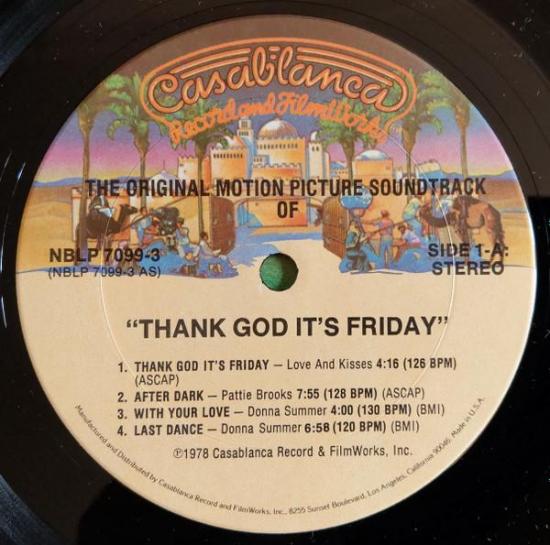 Casablanca
Record and FilmWorks
THE ORIGINAL MOTION PICTURE SOUNDTRACK
OF
NBLP 7099-3
(NBLP 7099-3 AS)
SIDE 1-A:
STEREO
"THANK GOD IT'S FRIDAY"
1. THANK GOD IT'S FRIDAY — Love And Kisses 4:16 (126 BPM)
(ASCAP)
2. AFTER DARK — Pattie Brooks 7:55 (128 BPM) (ASCAP)
3. WITH YOUR LOVE — Donna Summer 4:00 (130 BPM) (BMI)
4. LAST DANCE — Donna Summer 6:58 (120 BPM) (BMI)
℗1978 Casablanca Record & FilmWorks, Inc.
Manufactured and Distributed by Casablanca Record and FilmWorks, Inc., 8255 Sunset Boulevard, Los Angeles, California 90046. Made in U.S.A.